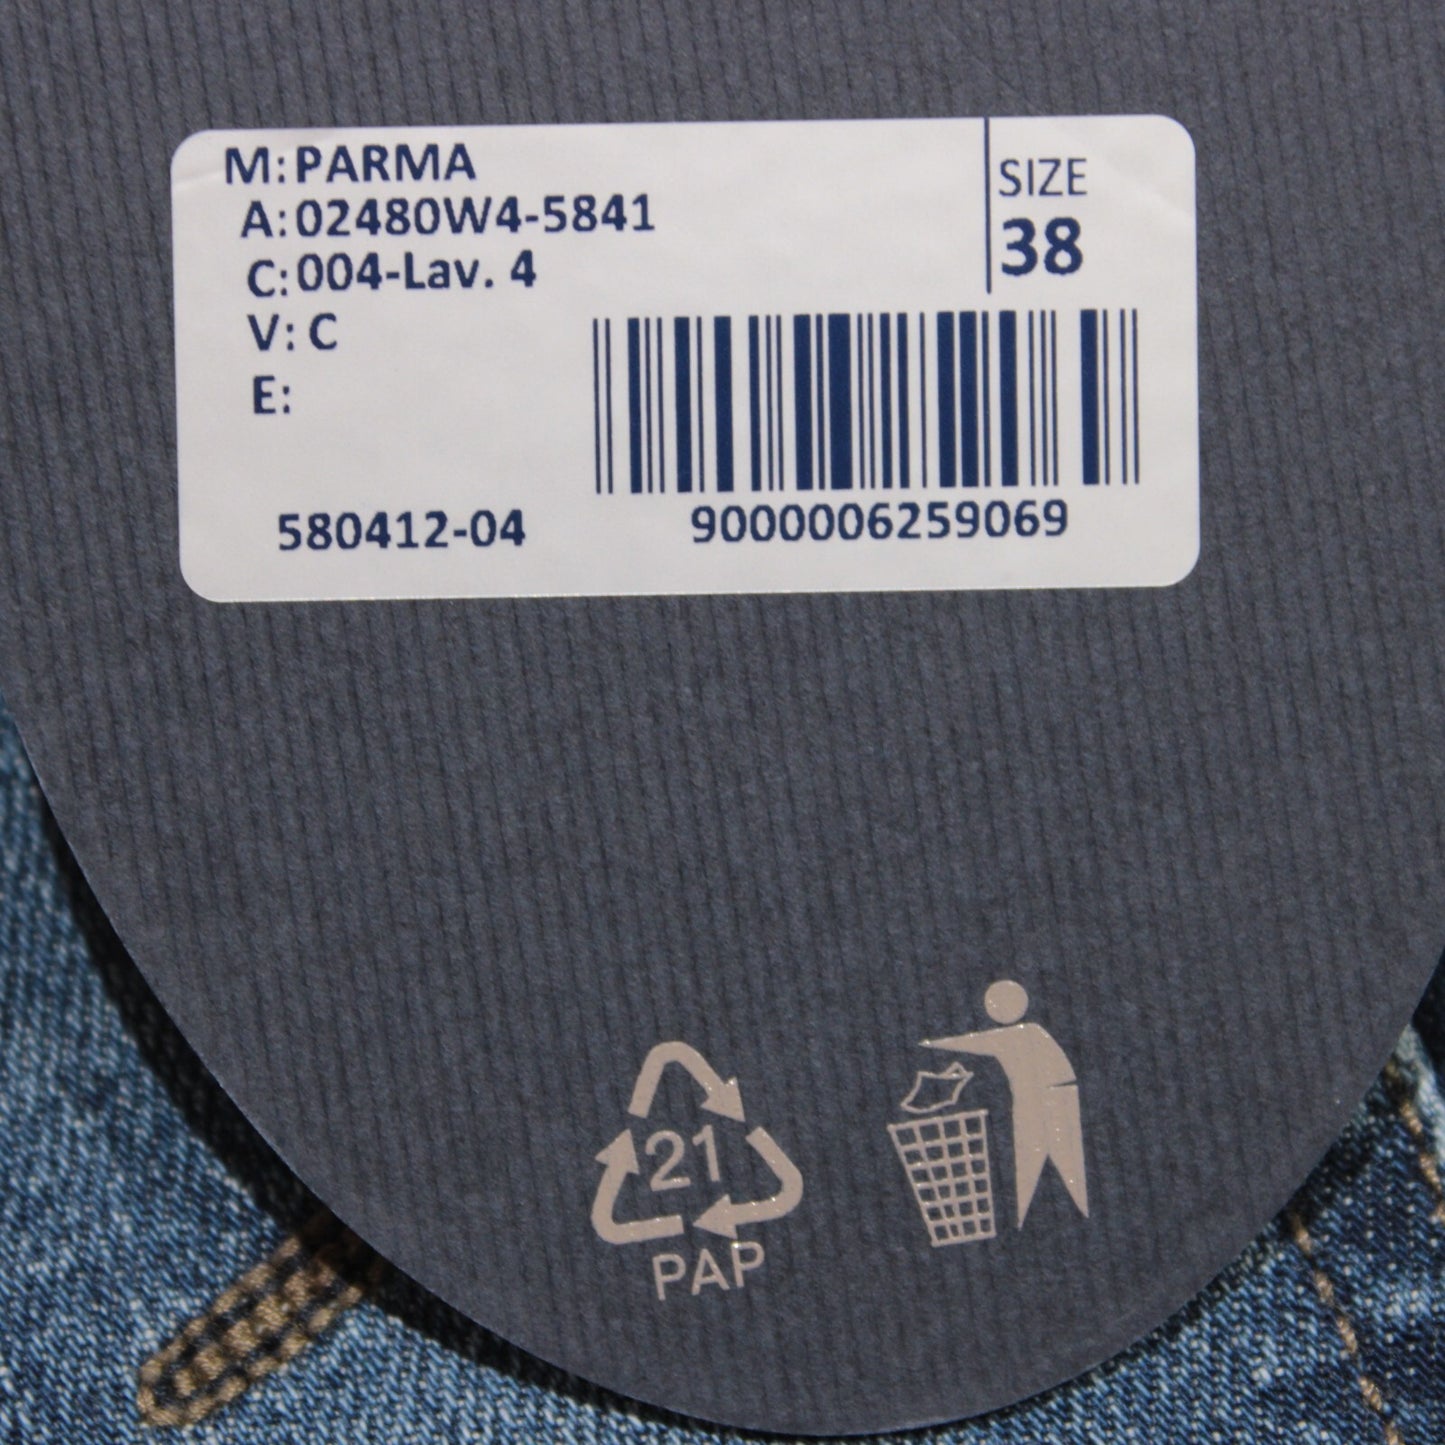 M: PARMA
A: 02480W4-5841
C: 004-Lav. 4
V: C
E:
SIZE
38
580412-04
9000006259069
21
PAP